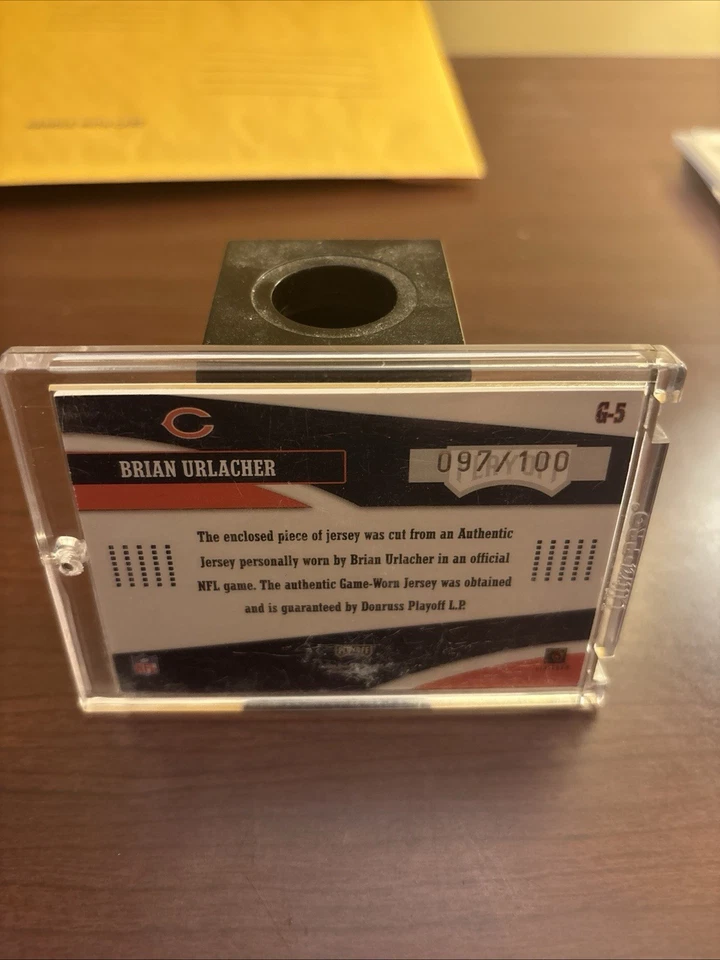 G-5
BRIAN URLACHER
097/100
PLAYOFF
The enclosed piece of jersey was cut from an Authentic
Jersey personally worn by Brian Urlacher in an official
NFL game. The authentic Game-Worn Jersey was obtained
and is guaranteed by Donruss Playoff L.P.
NFL